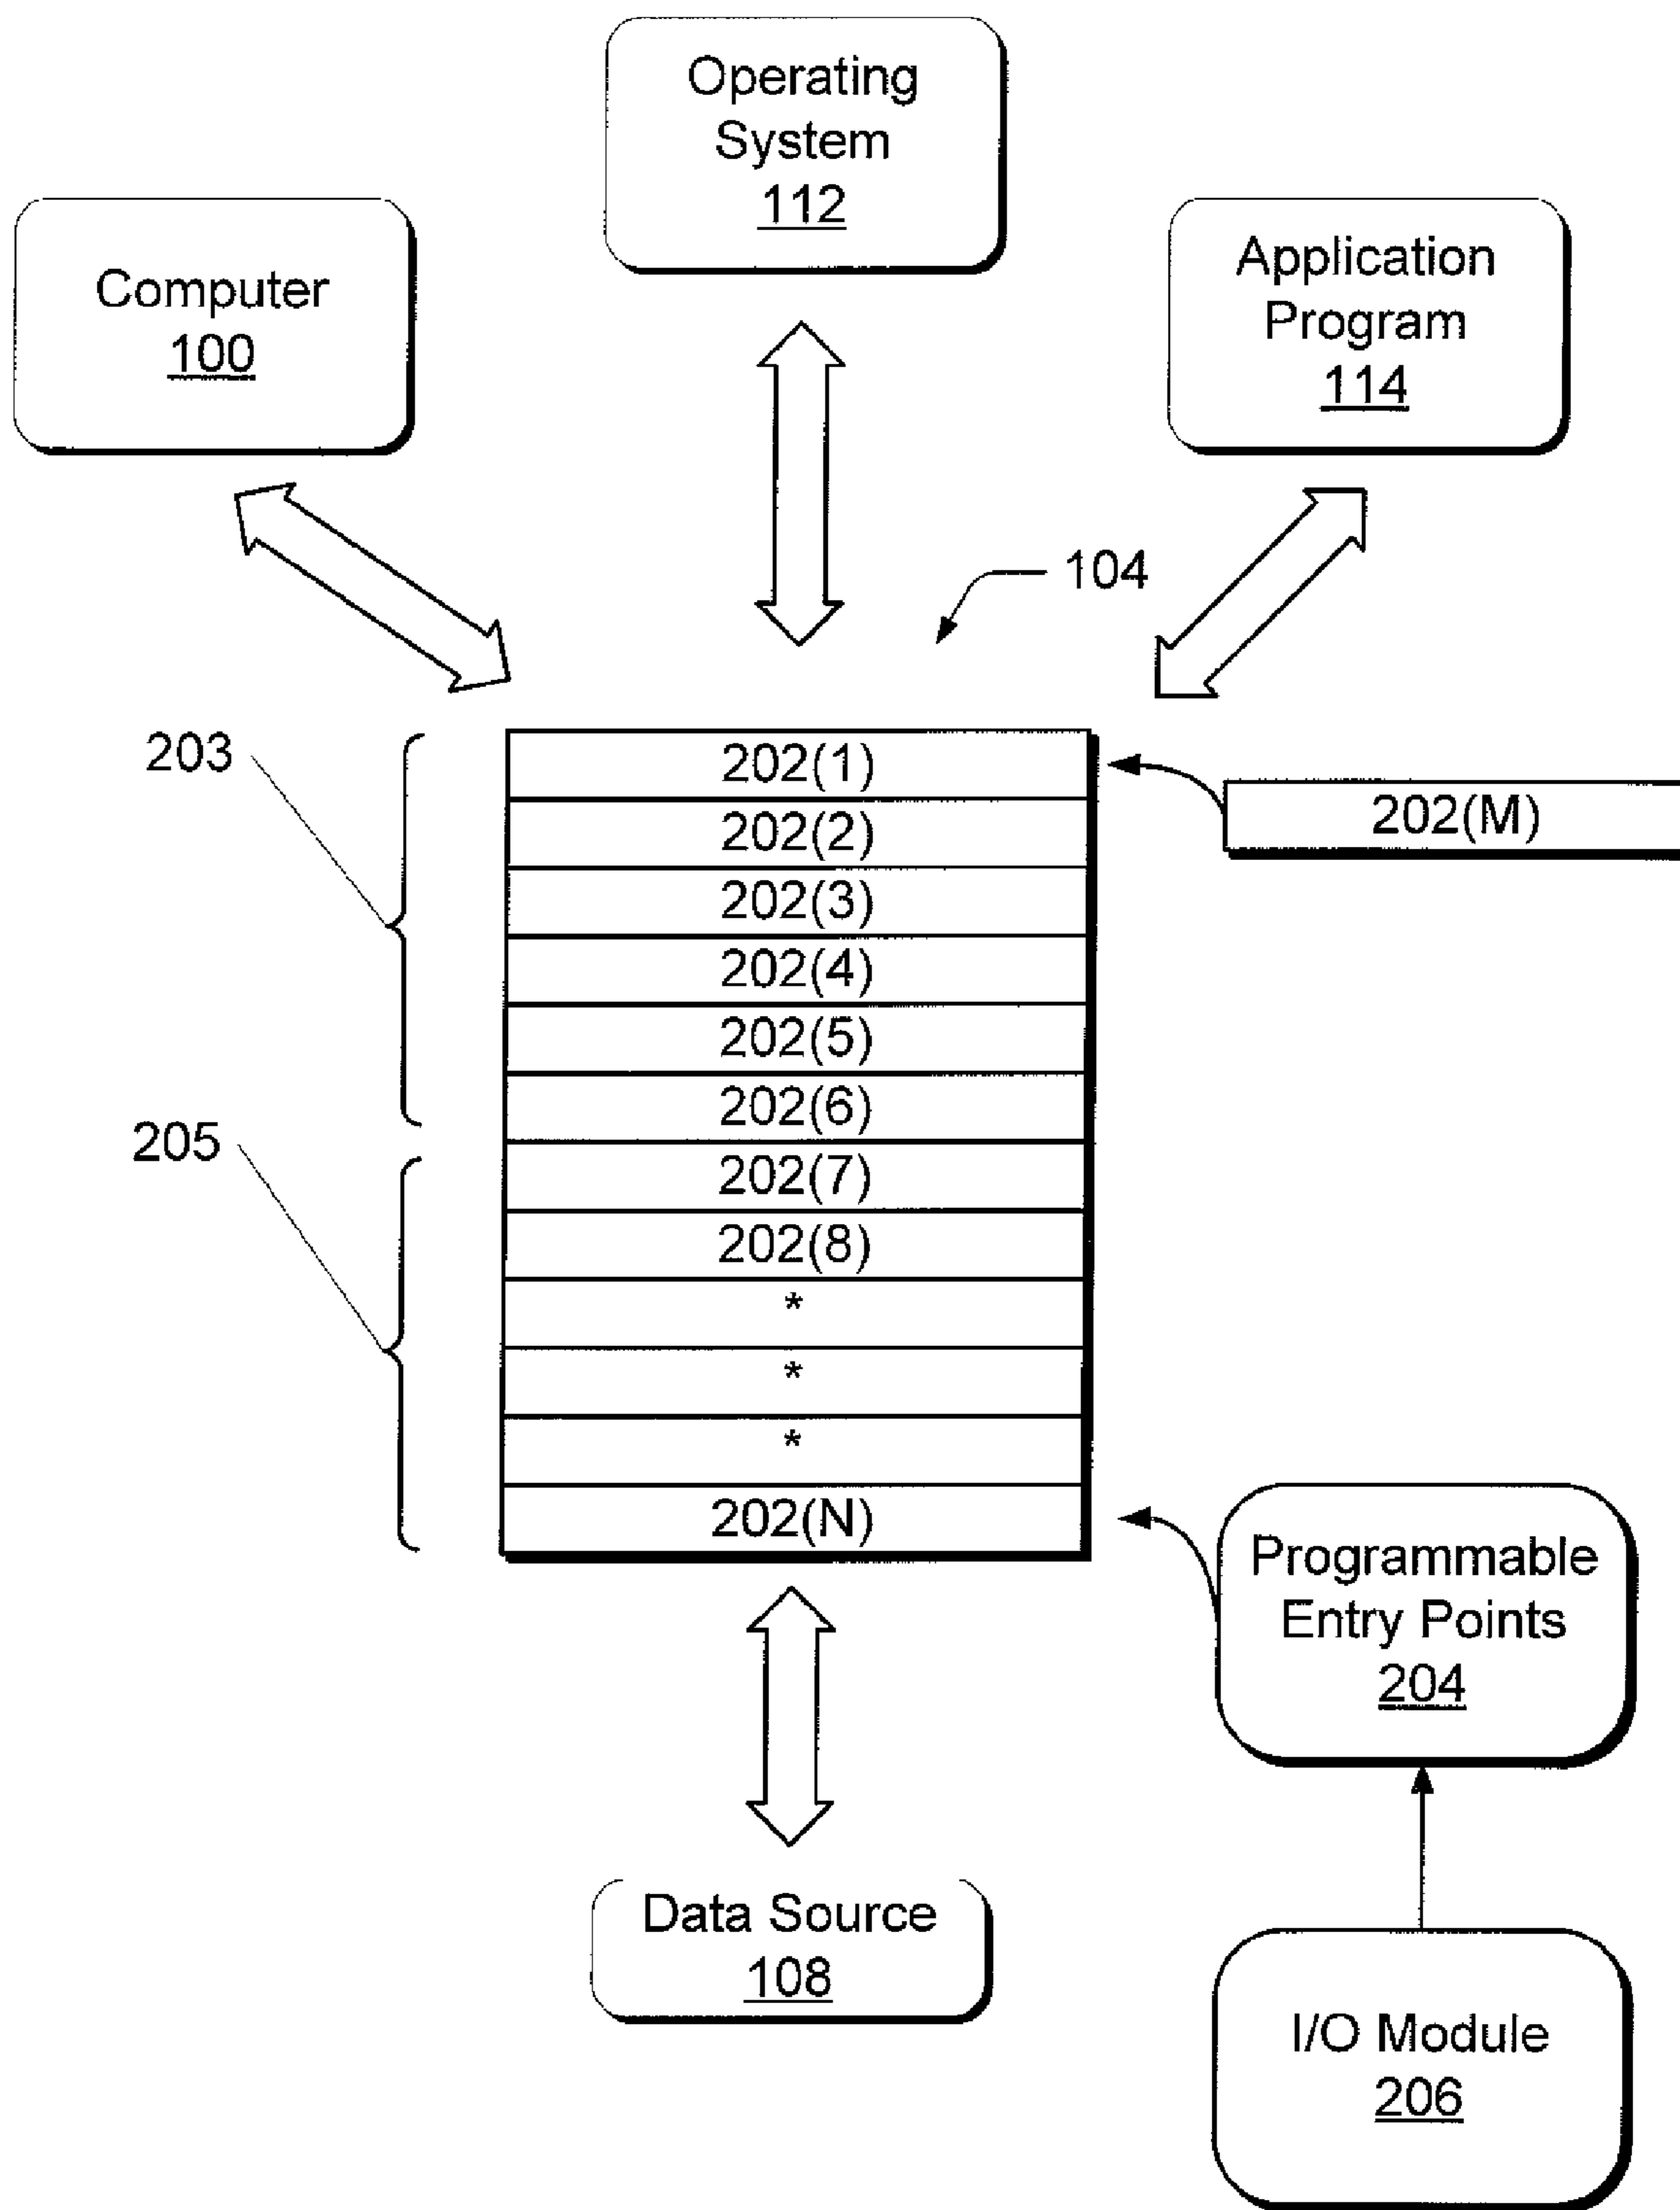 Operating
System
112
Computer
100
Application
Program
114
104
203
202(1)
202(M)
202(2)
202(3)
202(4)
202(5)
202(6)
205
202(7)
202(8)
*
*
*
202(N)
Programmable
Entry Points
204
Data Source
108
I/O Module
206